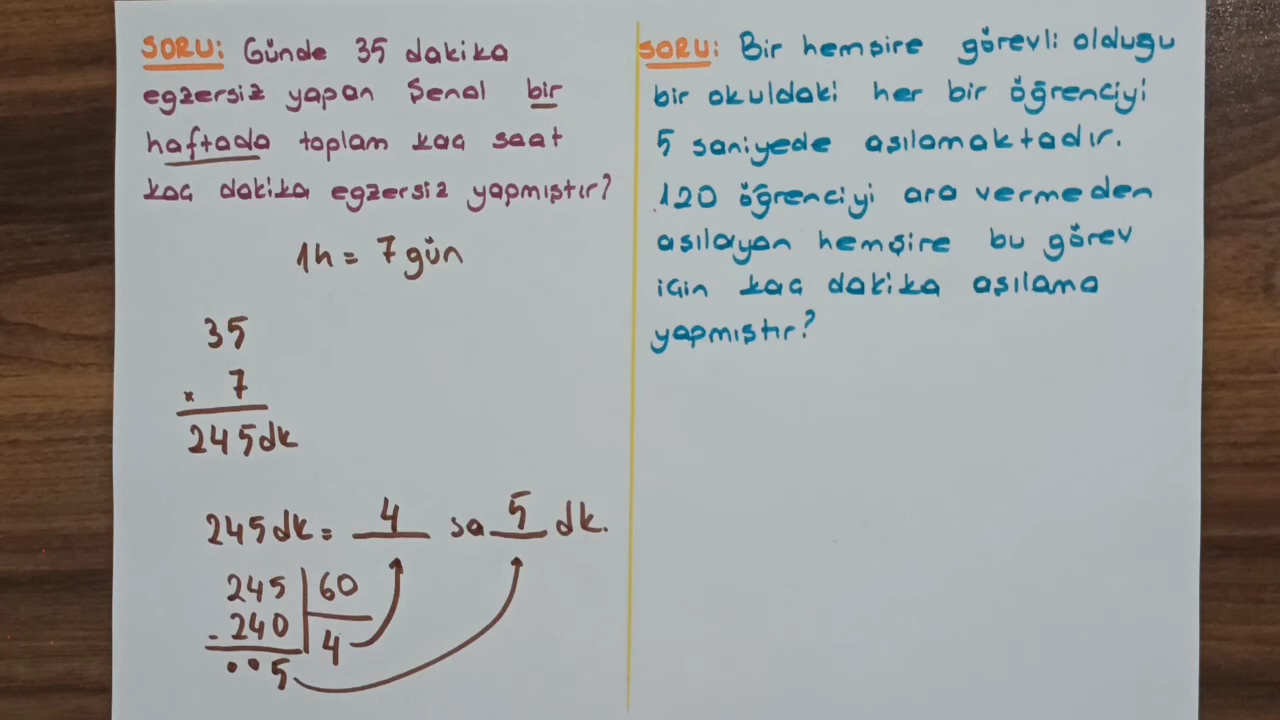 SORU: Günde 35 dakika
egzersiz yapan Şenol bir
haftada toplam kaç saat
kaç dakika egzersiz yapmıştır?
1h = 7 gün
35
x 7
245dk
245dk = 4 sa 5 dk.
245 60
- 240 4
005
SORU: Bir hemşire görevli olduğu
bir okuldaki her bir öğrenciyi
5 saniyede aşılamaktadır.
120 öğrenciyi ara vermeden
aşılayan hemşire bu görev
için kaç dakika aşılama
yapmıştır?